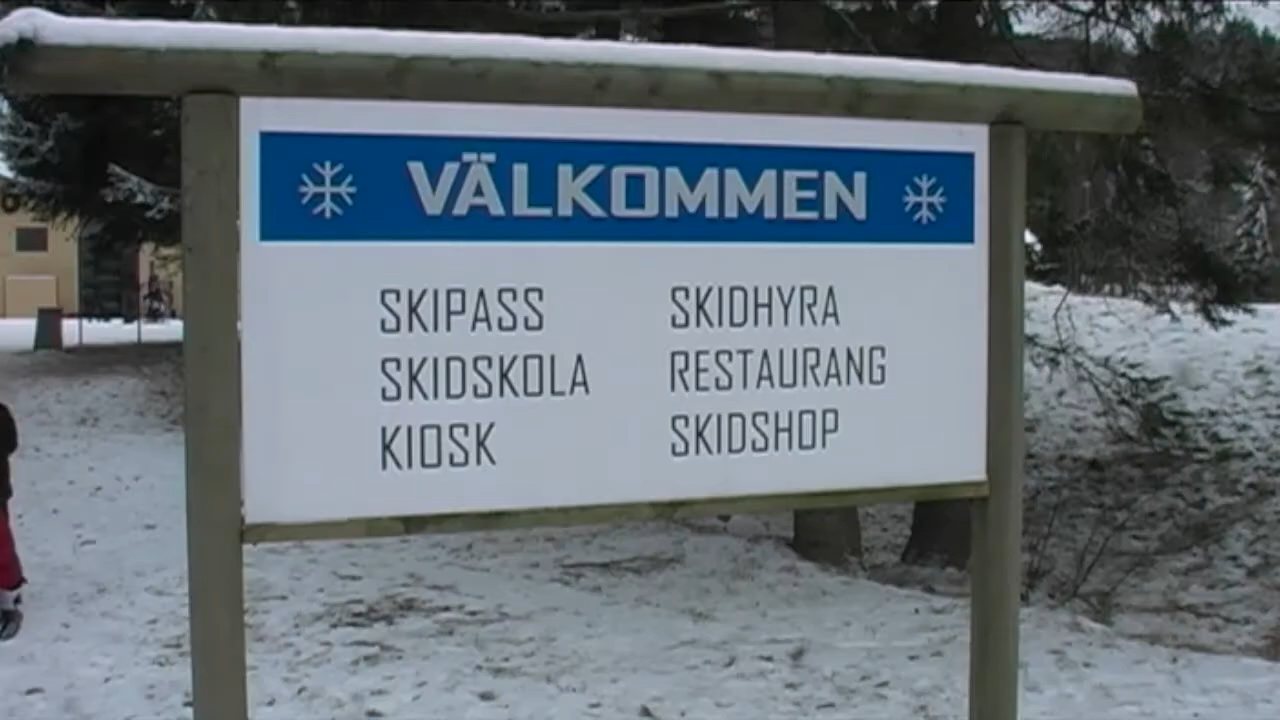 VÄLKOMMEN
SKIPASS
SKIDSKOLA
KIOSK
SKIDHYRA
RESTAURANG
SKIDSHOP